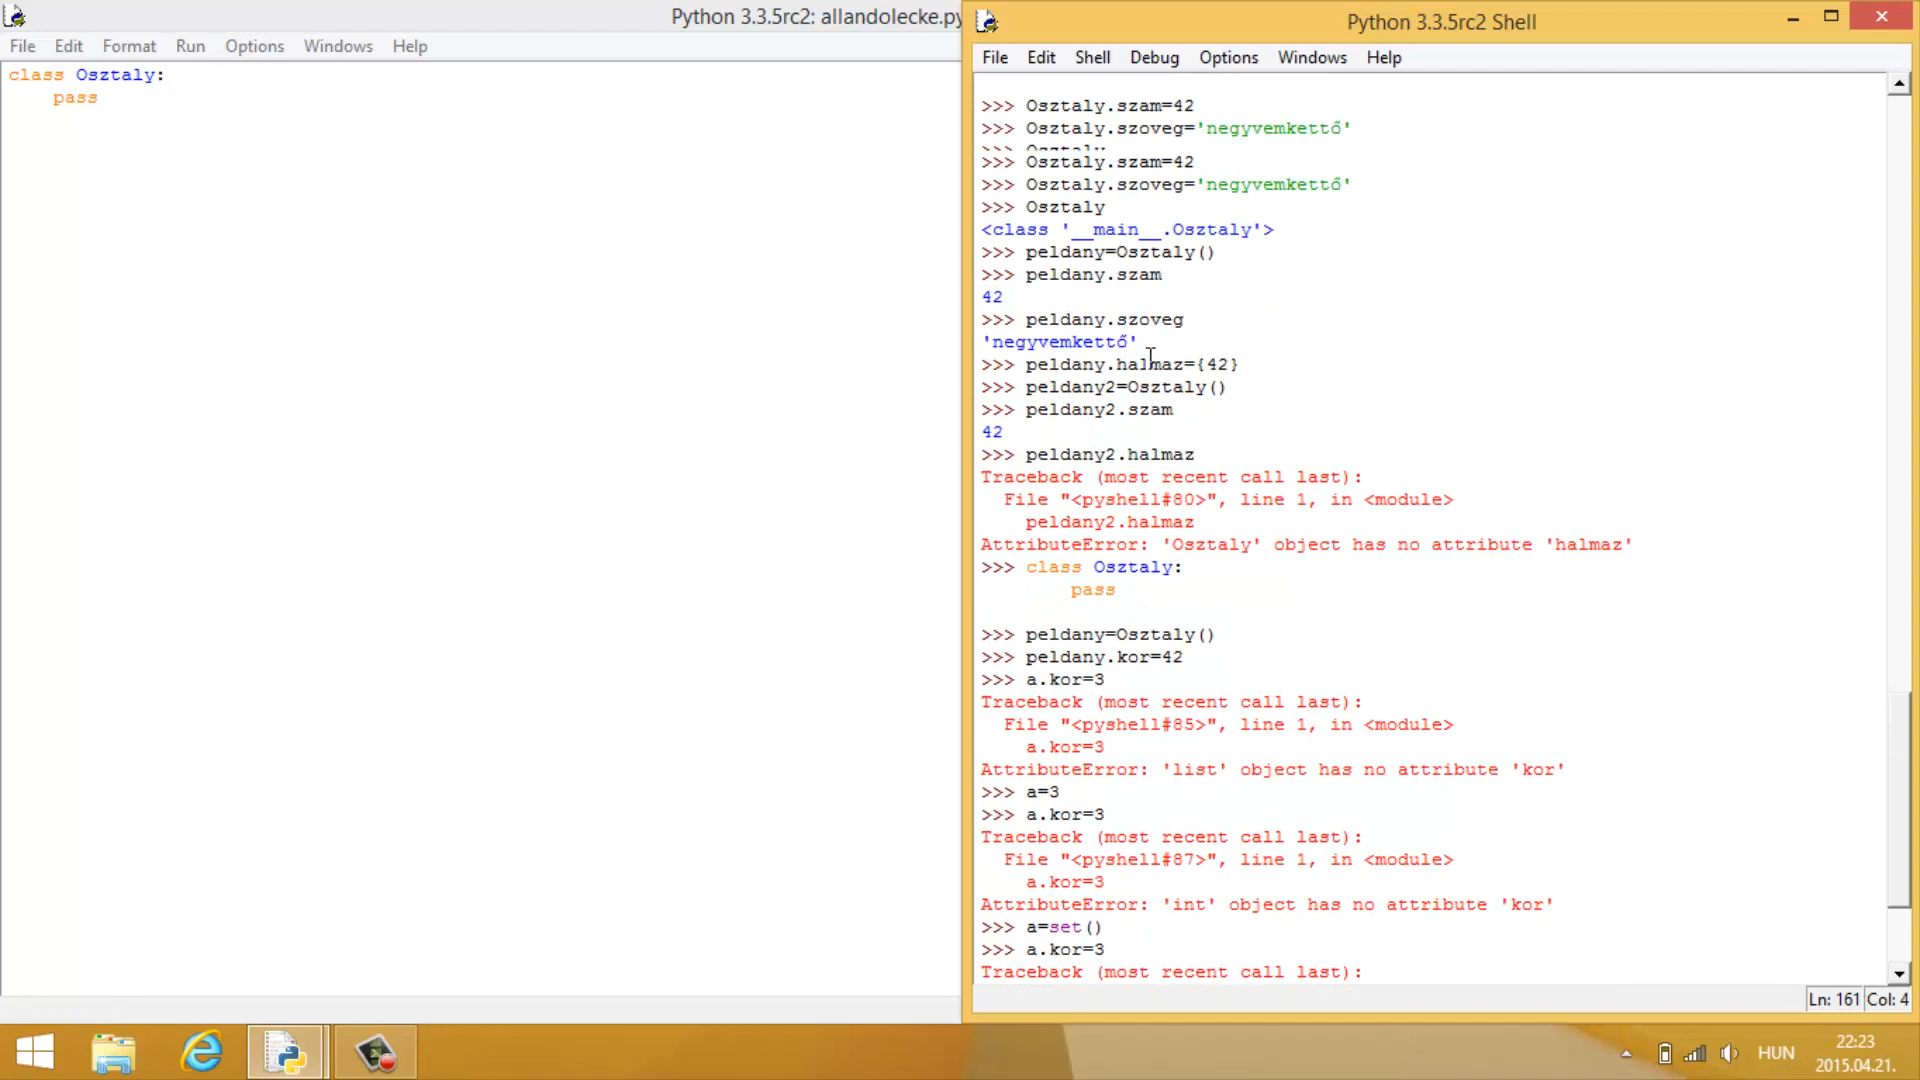 Python 3.3.5rc2: allandolecke.py
File Edit Format Run Options Windows Help
class Osztaly:
    pass
Python 3.3.5rc2 Shell
File Edit Shell Debug Options Windows Help
>>> Osztaly.szam=42
>>> Osztaly.szoveg='negyvemkettő'
>>> Osztaly
>>> Osztaly.szam=42
>>> Osztaly.szoveg='negyvemkettő'
>>> Osztaly
<class '__main__.Osztaly'>
>>> peldany=Osztaly()
>>> peldany.szam
42
>>> peldany.szoveg
'negyvemkettő'
>>> peldany.halmaz={42}
>>> peldany2=Osztaly()
>>> peldany2.szam
42
>>> peldany2.halmaz
Traceback (most recent call last):
  File "<pyshell#80>", line 1, in <module>
    peldany2.halmaz
AttributeError: 'Osztaly' object has no attribute 'halmaz'
>>> class Osztaly:
        pass
>>> peldany=Osztaly()
>>> peldany.kor=42
>>> a.kor=3
Traceback (most recent call last):
  File "<pyshell#85>", line 1, in <module>
    a.kor=3
AttributeError: 'list' object has no attribute 'kor'
>>> a=3
>>> a.kor=3
Traceback (most recent call last):
  File "<pyshell#87>", line 1, in <module>
    a.kor=3
AttributeError: 'int' object has no attribute 'kor'
>>> a=set()
>>> a.kor=3
Traceback (most recent call last):
Ln: 161 Col: 4
HUN
22:23
2015.04.21.